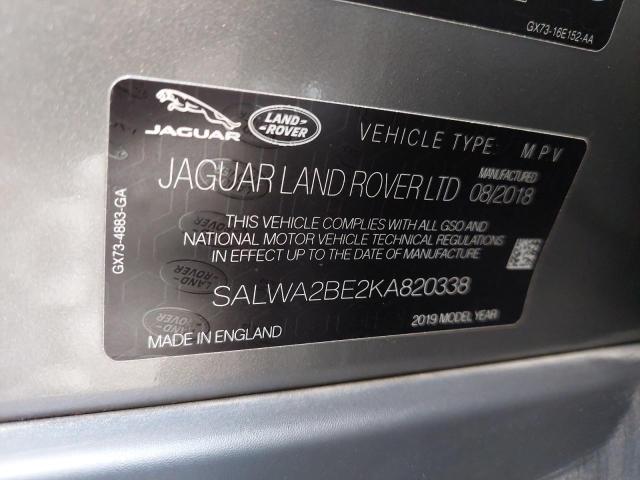 GX73-16E152-AA
JAGUAR
LAND-
ROVER
VEHICLE TYPE MPV
JAGUAR LAND ROVER LTD
MANUFACTURED
08/2018
GX73-4883-GA
THIS VEHICLE COMPLIES WITH ALL GSO AND
NATIONAL MOTOR VEHICLE TECHNICAL REGULATIONS
IN EFFECT UP TO THE DATE OF MANUFACTURE
SALWA2BE2KA820338
2019 MODEL YEAR
MADE IN ENGLAND